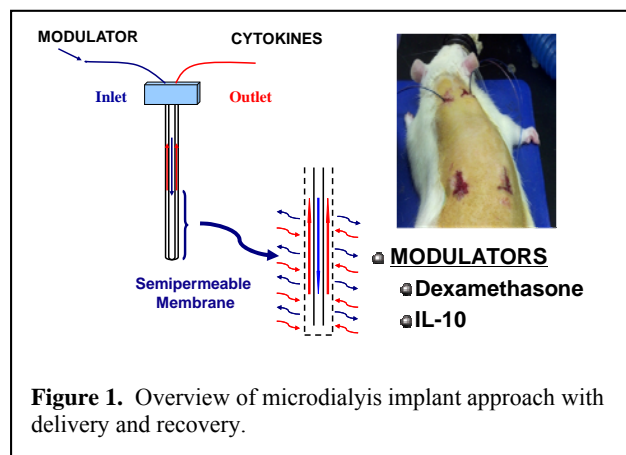 MODULATOR
CYTOKINES
Inlet
Outlet
Semipermeable
Membrane
MODULATORS
Dexamethasone
IL-10
Figure 1. Overview of microdialyis implant approach with
delivery and recovery.